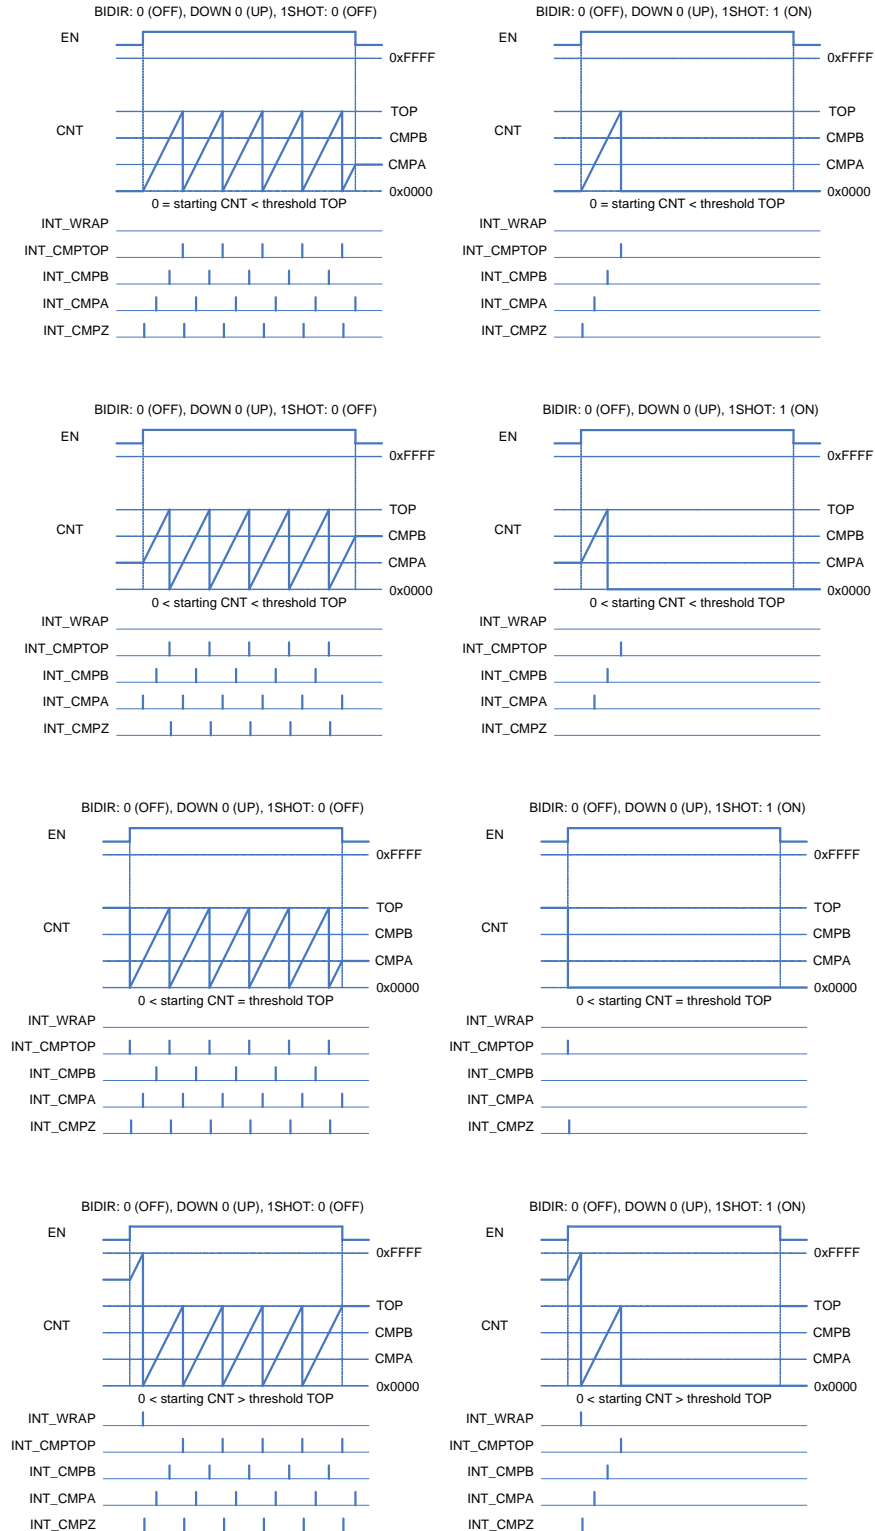 BIDIR: 0 (OFF), DOWN 0 (UP), 1SHOT: 0 (OFF)
EN
0xFFFF
TOP
CNT
CMPB
CMPA
0x0000
0 = starting CNT < threshold TOP
INT_WRAP
INT_CMPTOP
INT_CMPB
INT_CMPA
INT_CMPZ
BIDIR: 0 (OFF), DOWN 0 (UP), 1SHOT: 1 (ON)
EN
0xFFFF
TOP
CNT
CMPB
CMPA
0x0000
0 = starting CNT < threshold TOP
INT_WRAP
INT_CMPTOP
INT_CMPB
INT_CMPA
INT_CMPZ
BIDIR: 0 (OFF), DOWN 0 (UP), 1SHOT: 0 (OFF)
EN
0xFFFF
TOP
CNT
CMPB
CMPA
0x0000
0 < starting CNT < threshold TOP
INT_WRAP
INT_CMPTOP
INT_CMPB
INT_CMPA
INT_CMPZ
BIDIR: 0 (OFF), DOWN 0 (UP), 1SHOT: 1 (ON)
EN
0xFFFF
TOP
CNT
CMPB
CMPA
0x0000
0 < starting CNT < threshold TOP
INT_WRAP
INT_CMPTOP
INT_CMPB
INT_CMPA
INT_CMPZ
BIDIR: 0 (OFF), DOWN 0 (UP), 1SHOT: 0 (OFF)
EN
0xFFFF
TOP
CNT
CMPB
CMPA
0x0000
0 < starting CNT = threshold TOP
INT_WRAP
INT_CMPTOP
INT_CMPB
INT_CMPA
INT_CMPZ
BIDIR: 0 (OFF), DOWN 0 (UP), 1SHOT: 1 (ON)
EN
0xFFFF
TOP
CNT
CMPB
CMPA
0x0000
0 < starting CNT = threshold TOP
INT_WRAP
INT_CMPTOP
INT_CMPB
INT_CMPA
INT_CMPZ
BIDIR: 0 (OFF), DOWN 0 (UP), 1SHOT: 0 (OFF)
EN
0xFFFF
TOP
CNT
CMPB
CMPA
0x0000
0 < starting CNT > threshold TOP
INT_WRAP
INT_CMPTOP
INT_CMPB
INT_CMPA
INT_CMPZ
BIDIR: 0 (OFF), DOWN 0 (UP), 1SHOT: 1 (ON)
EN
0xFFFF
TOP
CNT
CMPB
CMPA
0x0000
0 < starting CNT > threshold TOP
INT_WRAP
INT_CMPTOP
INT_CMPB
INT_CMPA
INT_CMPZ